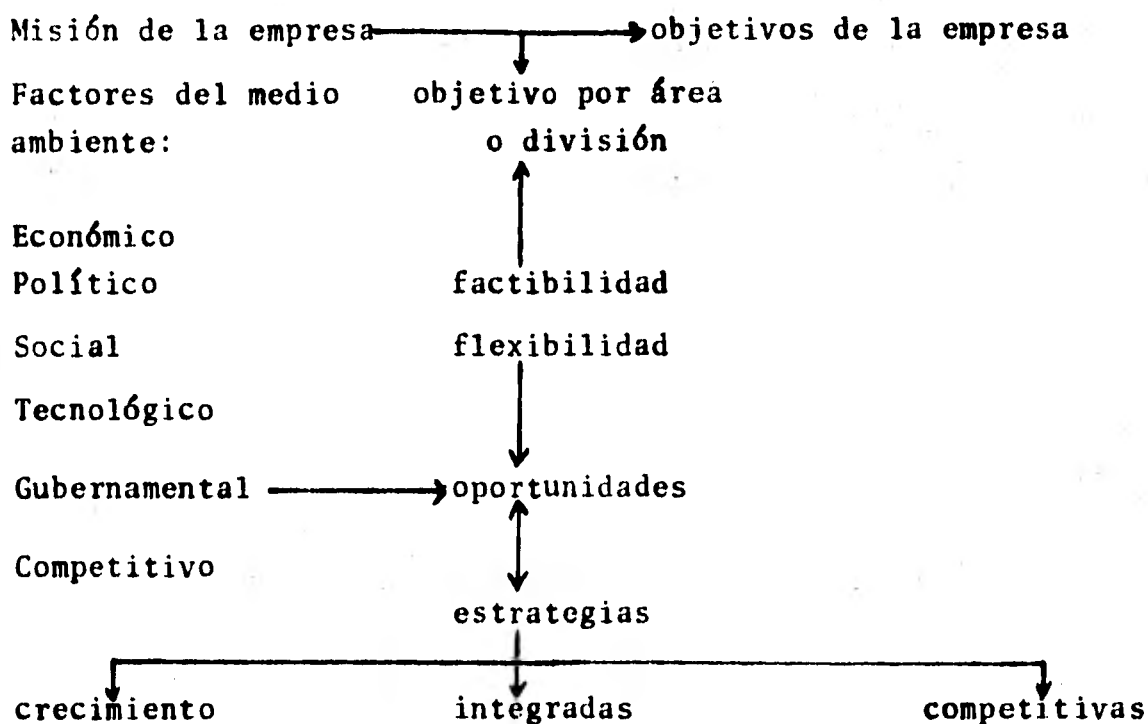 Misión de la empresa objetivos de la empresa
Factores del medio objetivo por área
ambiente: o división
Económico
Político factibilidad
Social flexibilidad
Tecnológico
Gubernamental oportunidades
Competitivo
estrategias
crecimiento integradas competitivas